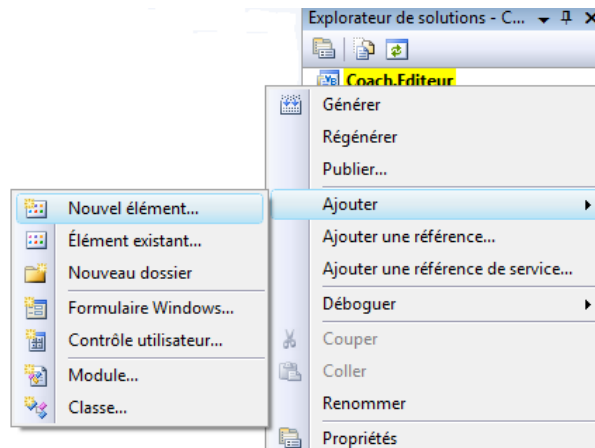 Explorateur de solutions - C...
Coach.Editeur
Générer
Régénérer
Publier...
Ajouter
Ajouter une référence...
Ajouter une référence de service...
Déboguer
Couper
Coller
Renommer
Propriétés
Nouvel élément...
Élément existant...
Nouveau dossier
Formulaire Windows...
Contrôle utilisateur...
Module...
Classe...